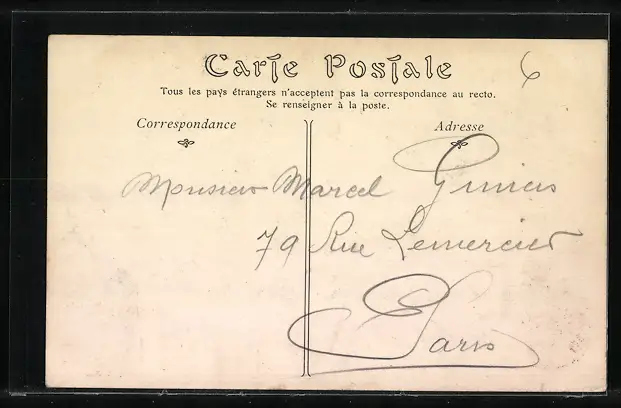 Carte Postale
6
Tous les pays étrangers n'acceptent pas la correspondance au recto.
Se renseigner à la poste.
Correspondance
Adresse
Monsieur Marcel
79 Rue Lemercier
Paris